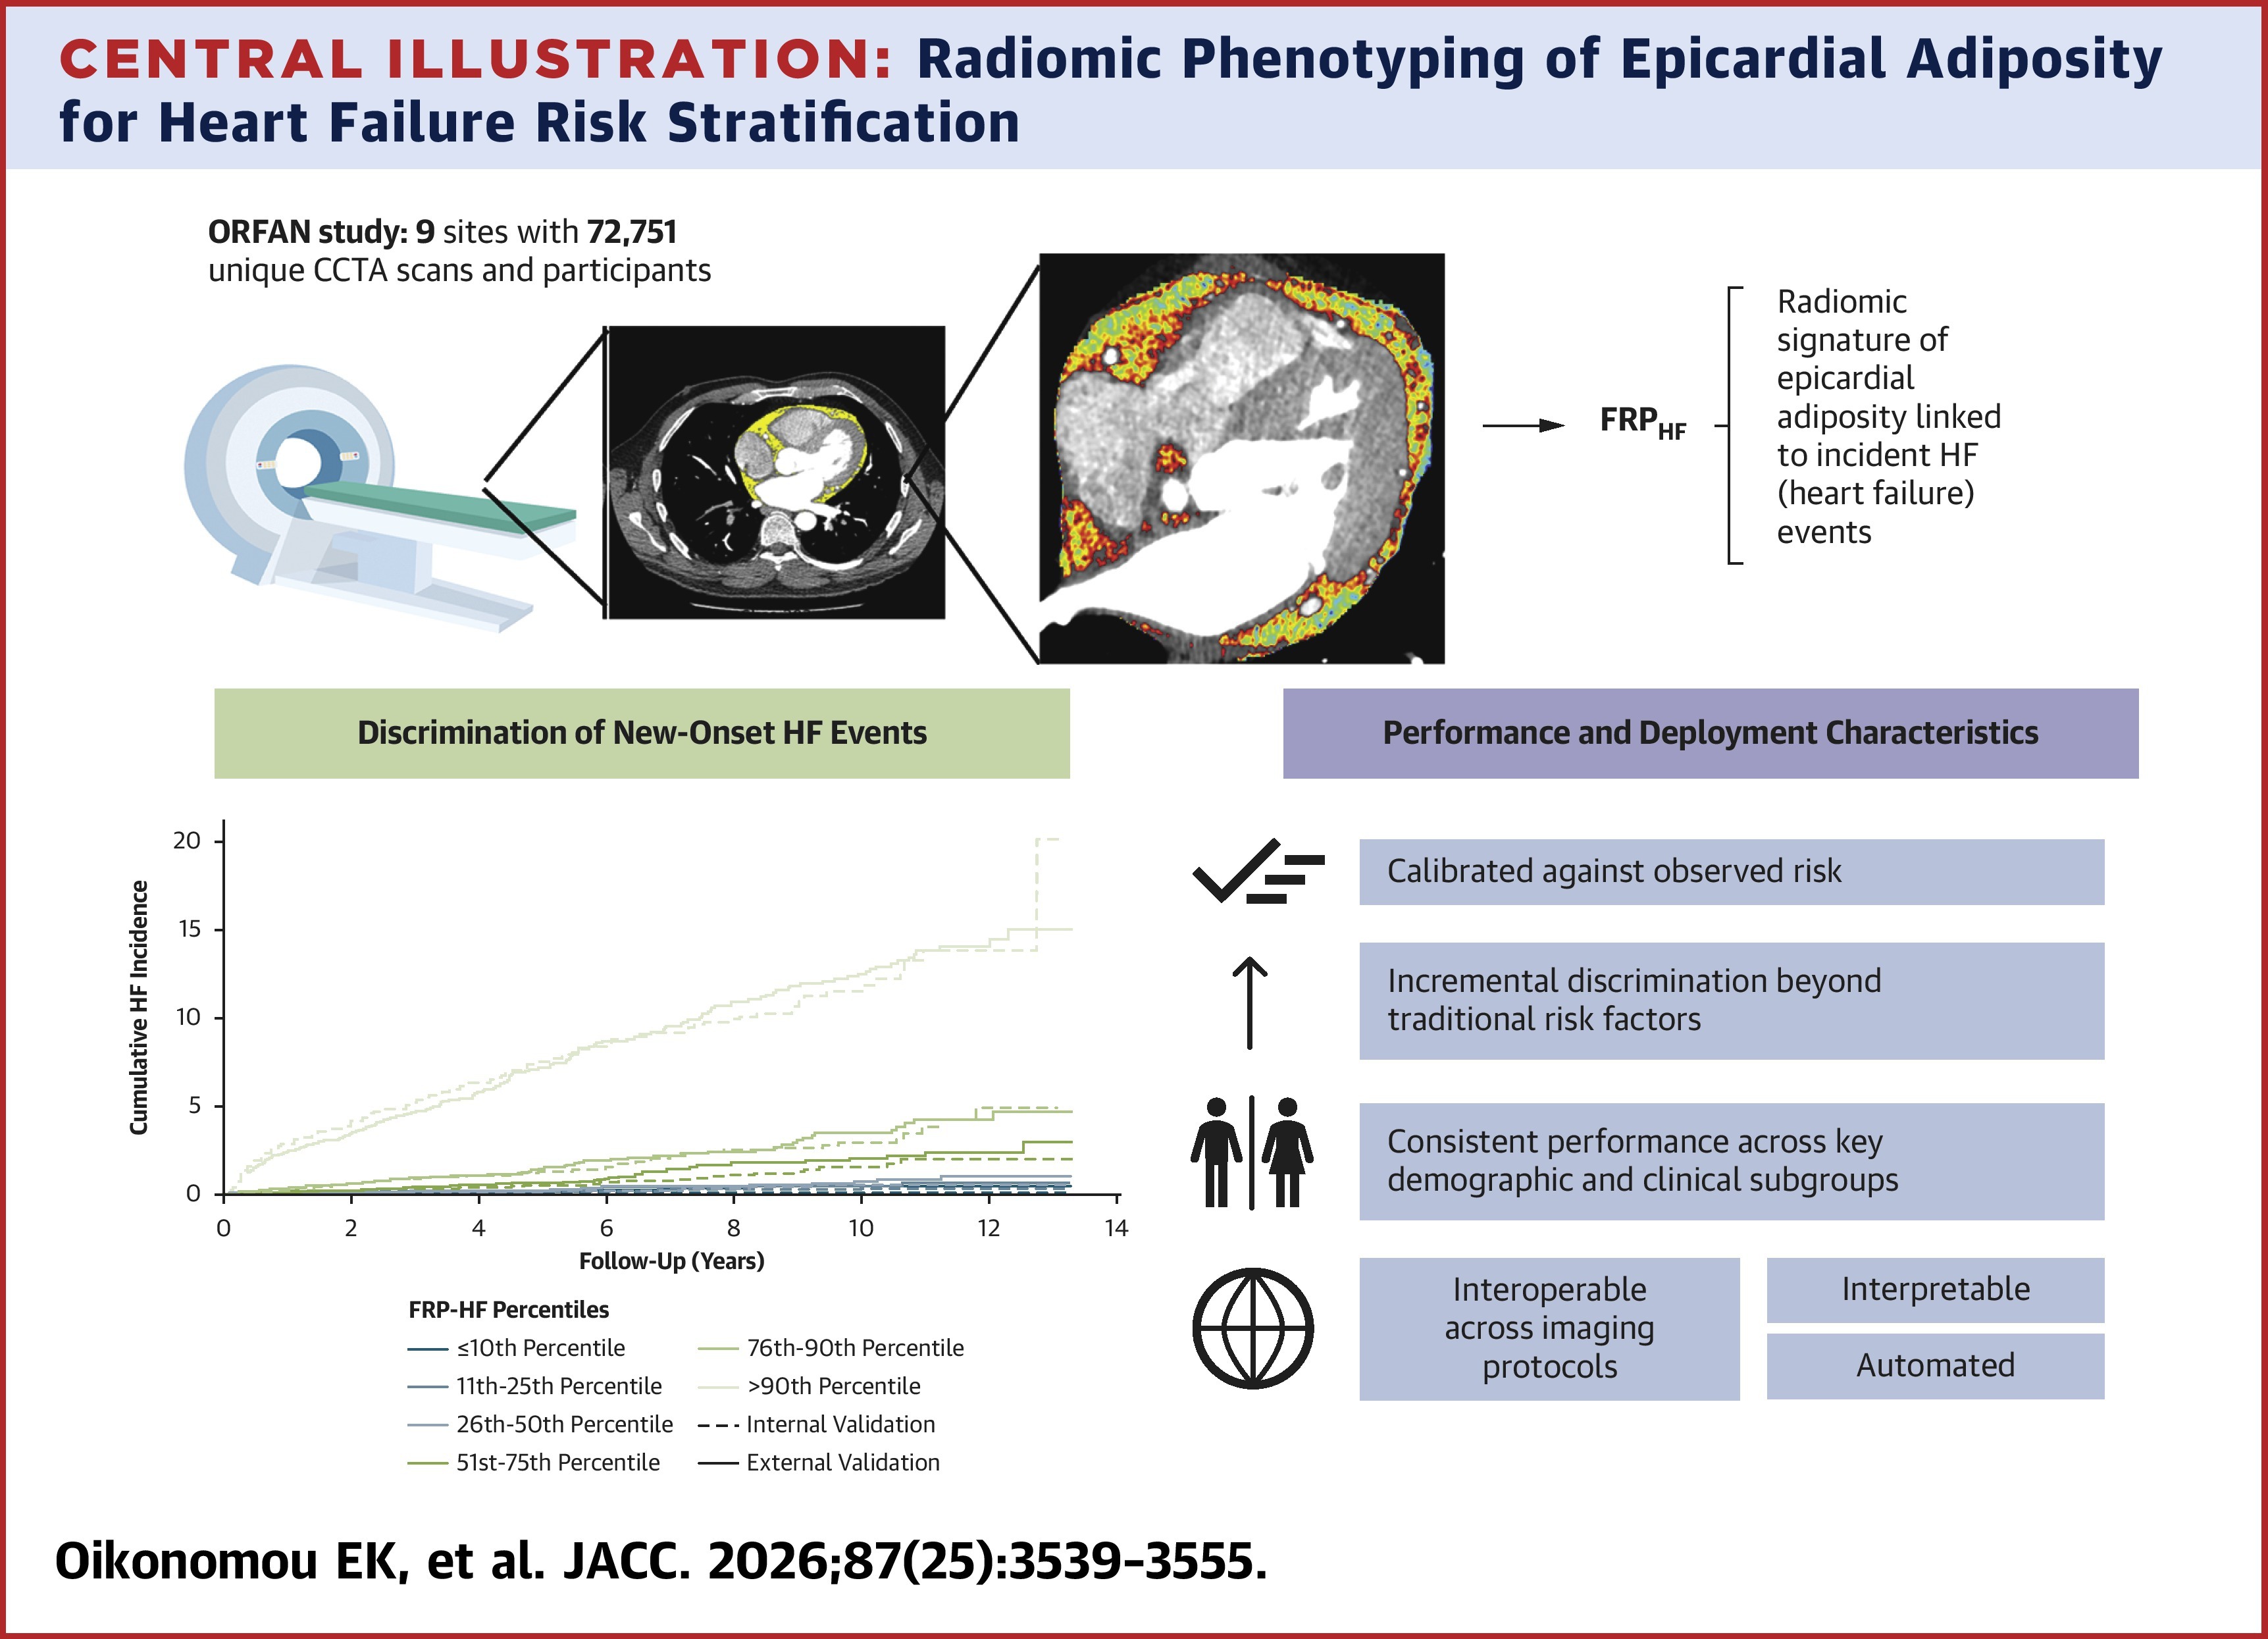 CENTRAL ILLUSTRATION: Radiomic Phenotyping of Epicardial Adiposity
for Heart Failure Risk Stratification
ORFAN study: 9 sites with 72,751
unique CCTA scans and participants
FRPHF
Radiomic
signature of
epicardial
adiposity linked
to incident HF
(heart failure)
events
Discrimination of New-Onset HF Events
Cumulative HF Incidence
20
15
10
5
0
0 2 4 6 8 10 12 14
Follow-Up (Years)
FRP-HF Percentiles
≤10th Percentile
11th-25th Percentile
26th-50th Percentile
51st-75th Percentile
76th-90th Percentile
>90th Percentile
Internal Validation
External Validation
Performance and Deployment Characteristics
Calibrated against observed risk
Incremental discrimination beyond
traditional risk factors
Consistent performance across key
demographic and clinical subgroups
Interoperable
across imaging
protocols
Interpretable
Automated
Oikonomou EK, et al. JACC. 2026;87(25):3539–3555.